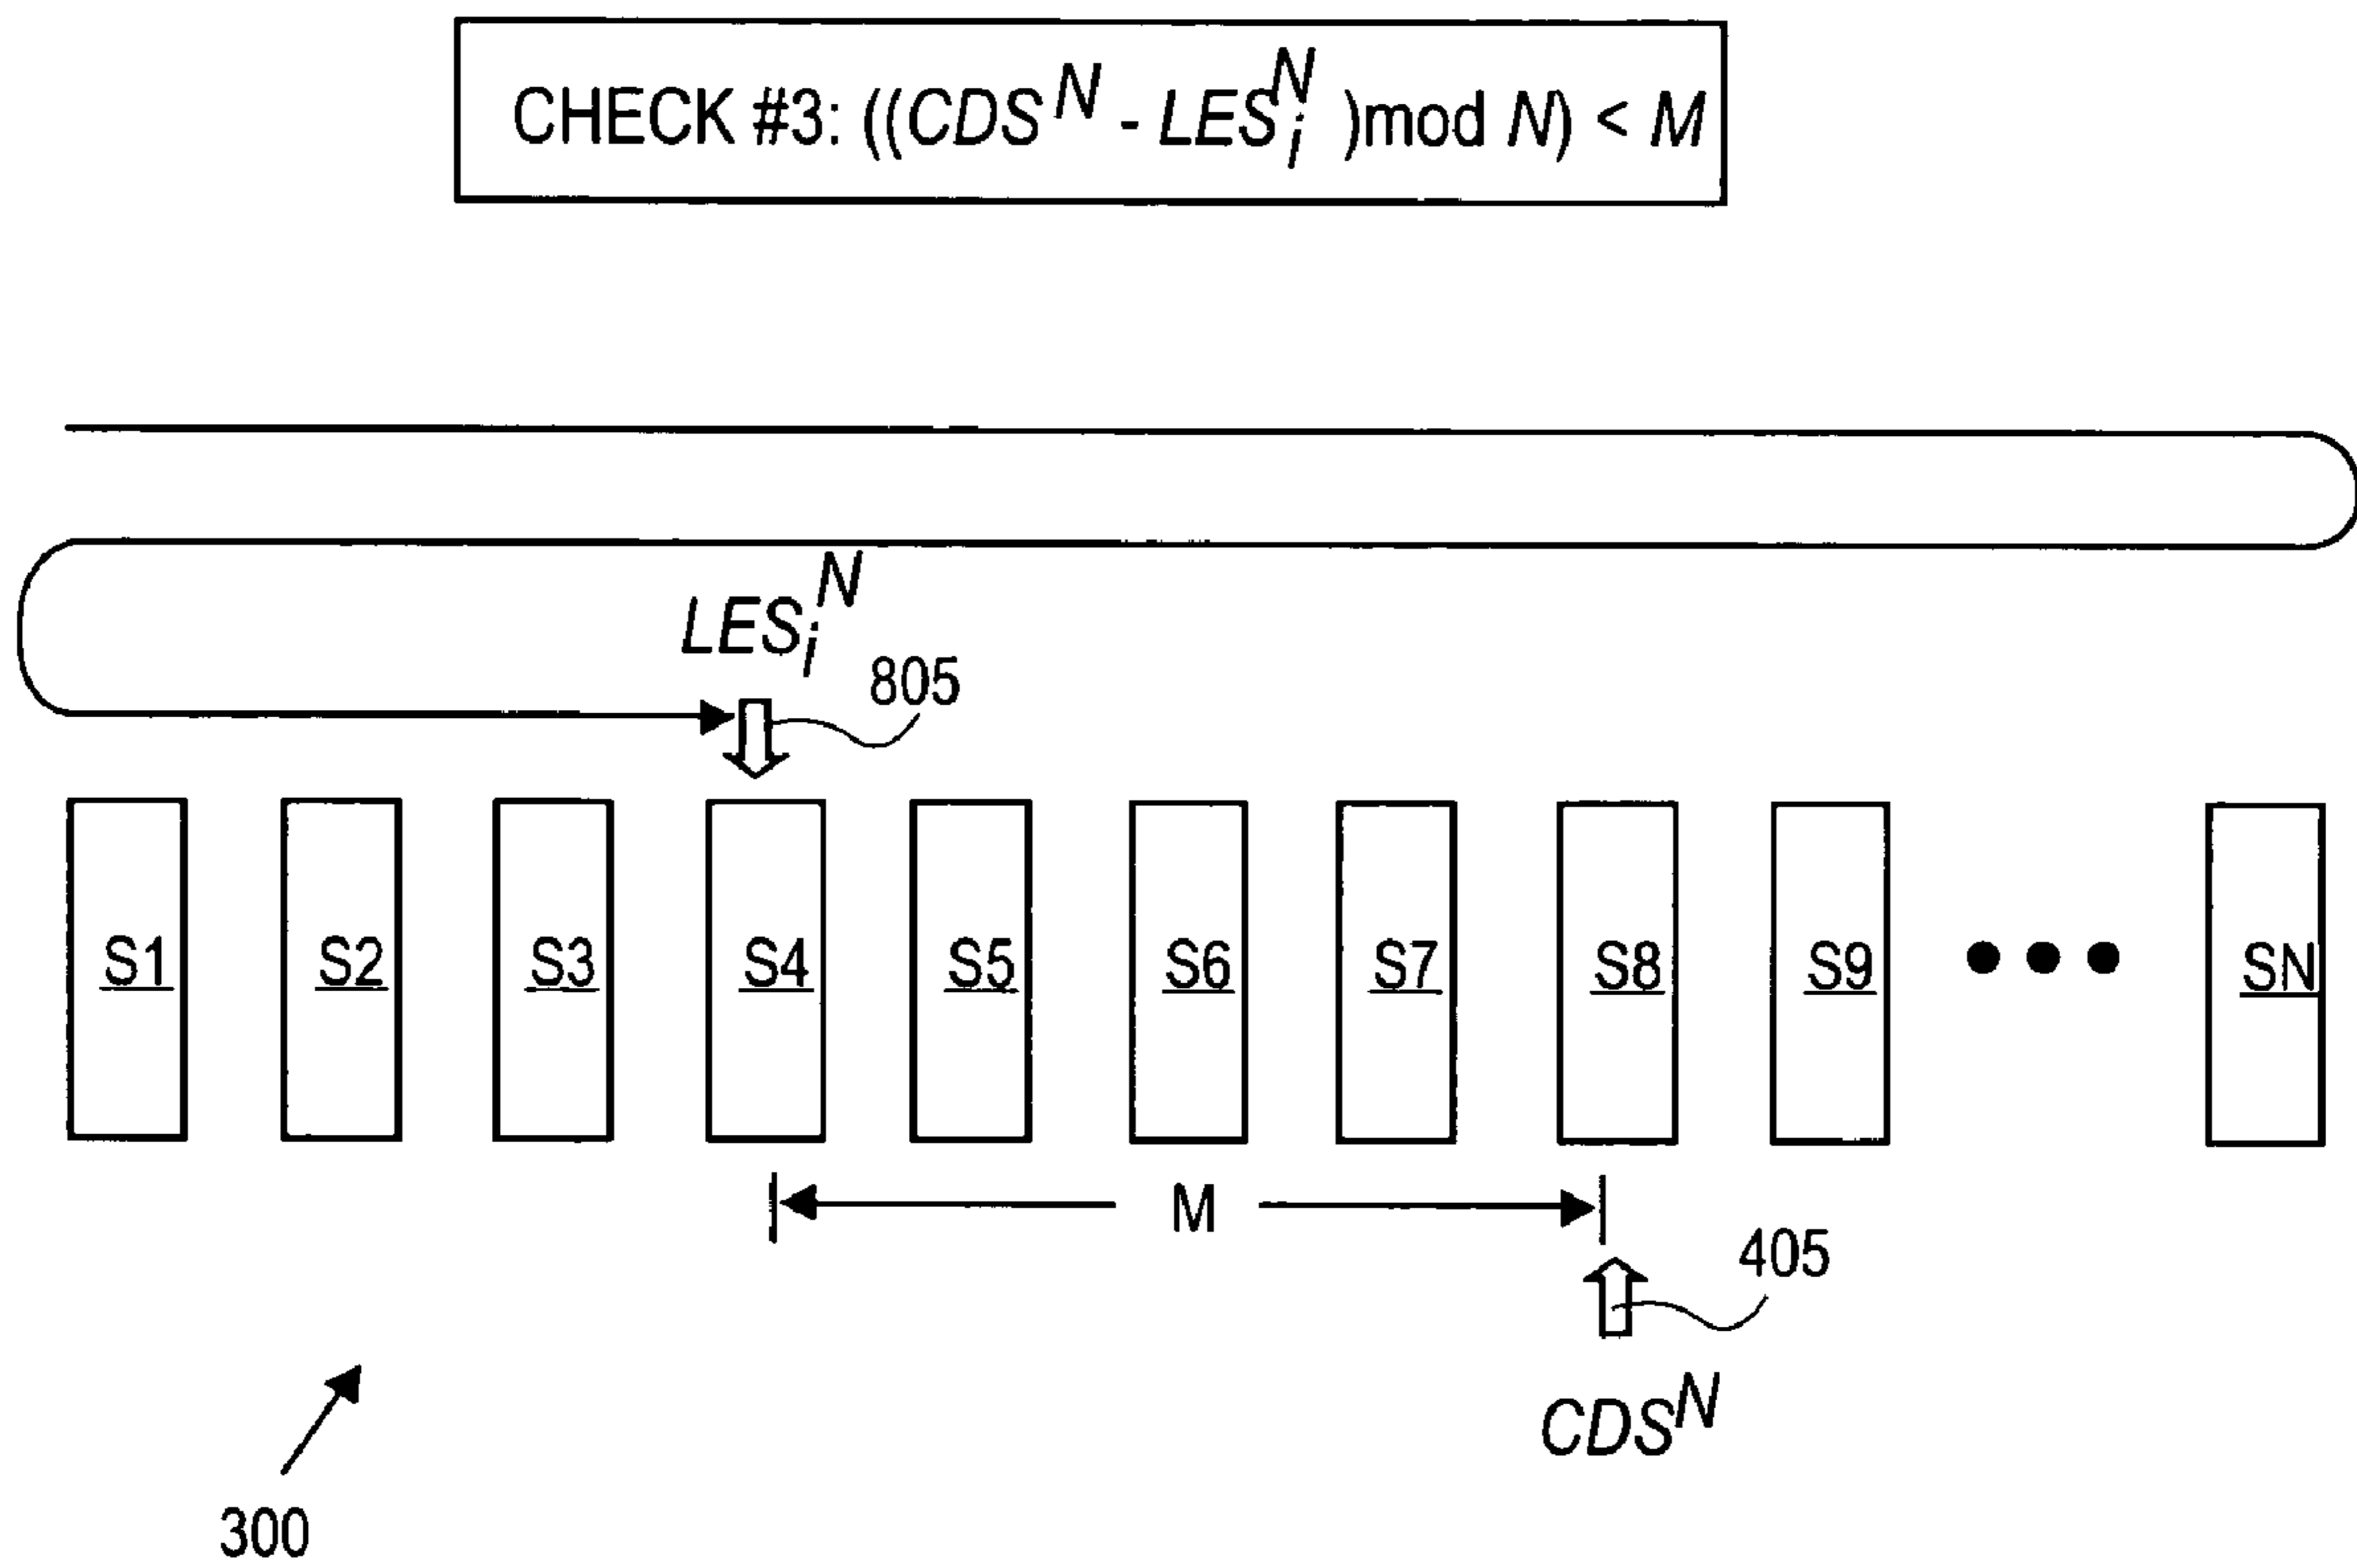 CHECK #3: ((CDS^N - LES_i^N )mod N) < M
LES_i^N
805
S1 S2 S3 S4 S5 S6 S7 S8 S9 ●●● SN
M
405
CDS^N
300